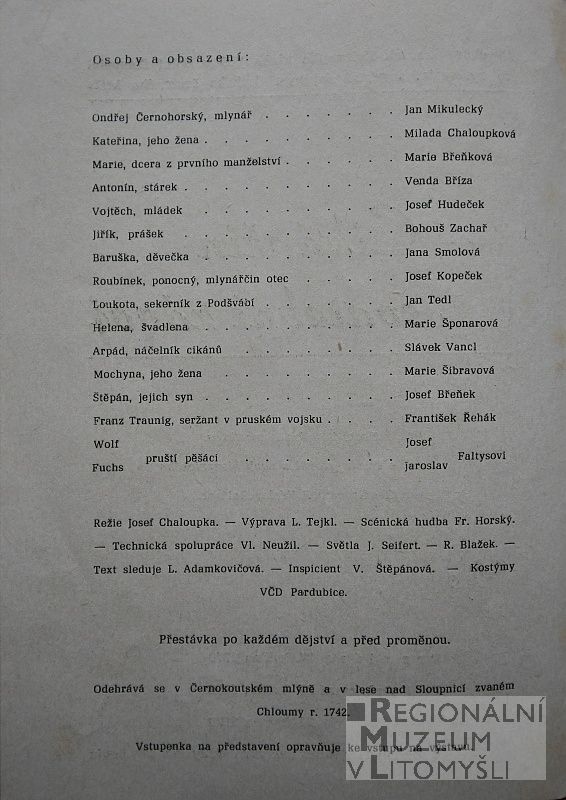 Osoby a obsazení:
Ondřej Černohorský, mlynář . . . . . . . Jan Mikulecký
Kateřina, jeho žena . . . . . . . . . Milada Chaloupková
Marie, dcera z prvního manželství . . . . . Marie Břeňková
Antonín, stárek . . . . . . . . . . Venda Bříza
Vojtěch, mládek . . . . . . . . . Josef Hudeček
Jiřík, prášek . . . . . . . . . . Bohouš Zachař
Baruška, děvečka . . . . . . . . . Jana Smolová
Roubínek, ponocný, mlynářčin otec . . . . . Josef Kopeček
Loukota, sekerník z Podšvábí . . . . . . Jan Tedl
Helena, švadlena . . . . . . . . . Marie Šponarová
Arpád, náčelník cikánů . . . . . . . . Slávek Vancl
Mochyna, jeho žena . . . . . . . . Marie Šibravová
Štěpán, jejich syn . . . . . . . . . Josef Břeňek
Franz Traunig, seržant v pruském vojsku . . . . František Řehák
Wolf Josef
pruští pěšáci . . . . . . . . Faltysovi
Fuchs jaroslav
Režie Josef Chaloupka. — Výprava L. Tejkl. — Scénická hudba Fr. Horský.
— Technická spolupráce Vl. Neužil. — Světla J. Seifert. — R. Blažek. —
Text sleduje L. Adamkovičová. — Inspicient V. Štěpánová. — Kostýmy
VČD Pardubice.
Přestávka po každém dějství a před proměnou.
Odehrává se v Černokoutském mlýně a v lese nad Sloupnicí zvaném
Chloumy r. 1742.
Vstupenka na představení opravňuje ke vstupu na výstavu.
REGIONÁLNÍ
MUZEUM
V LITOMYŠLI